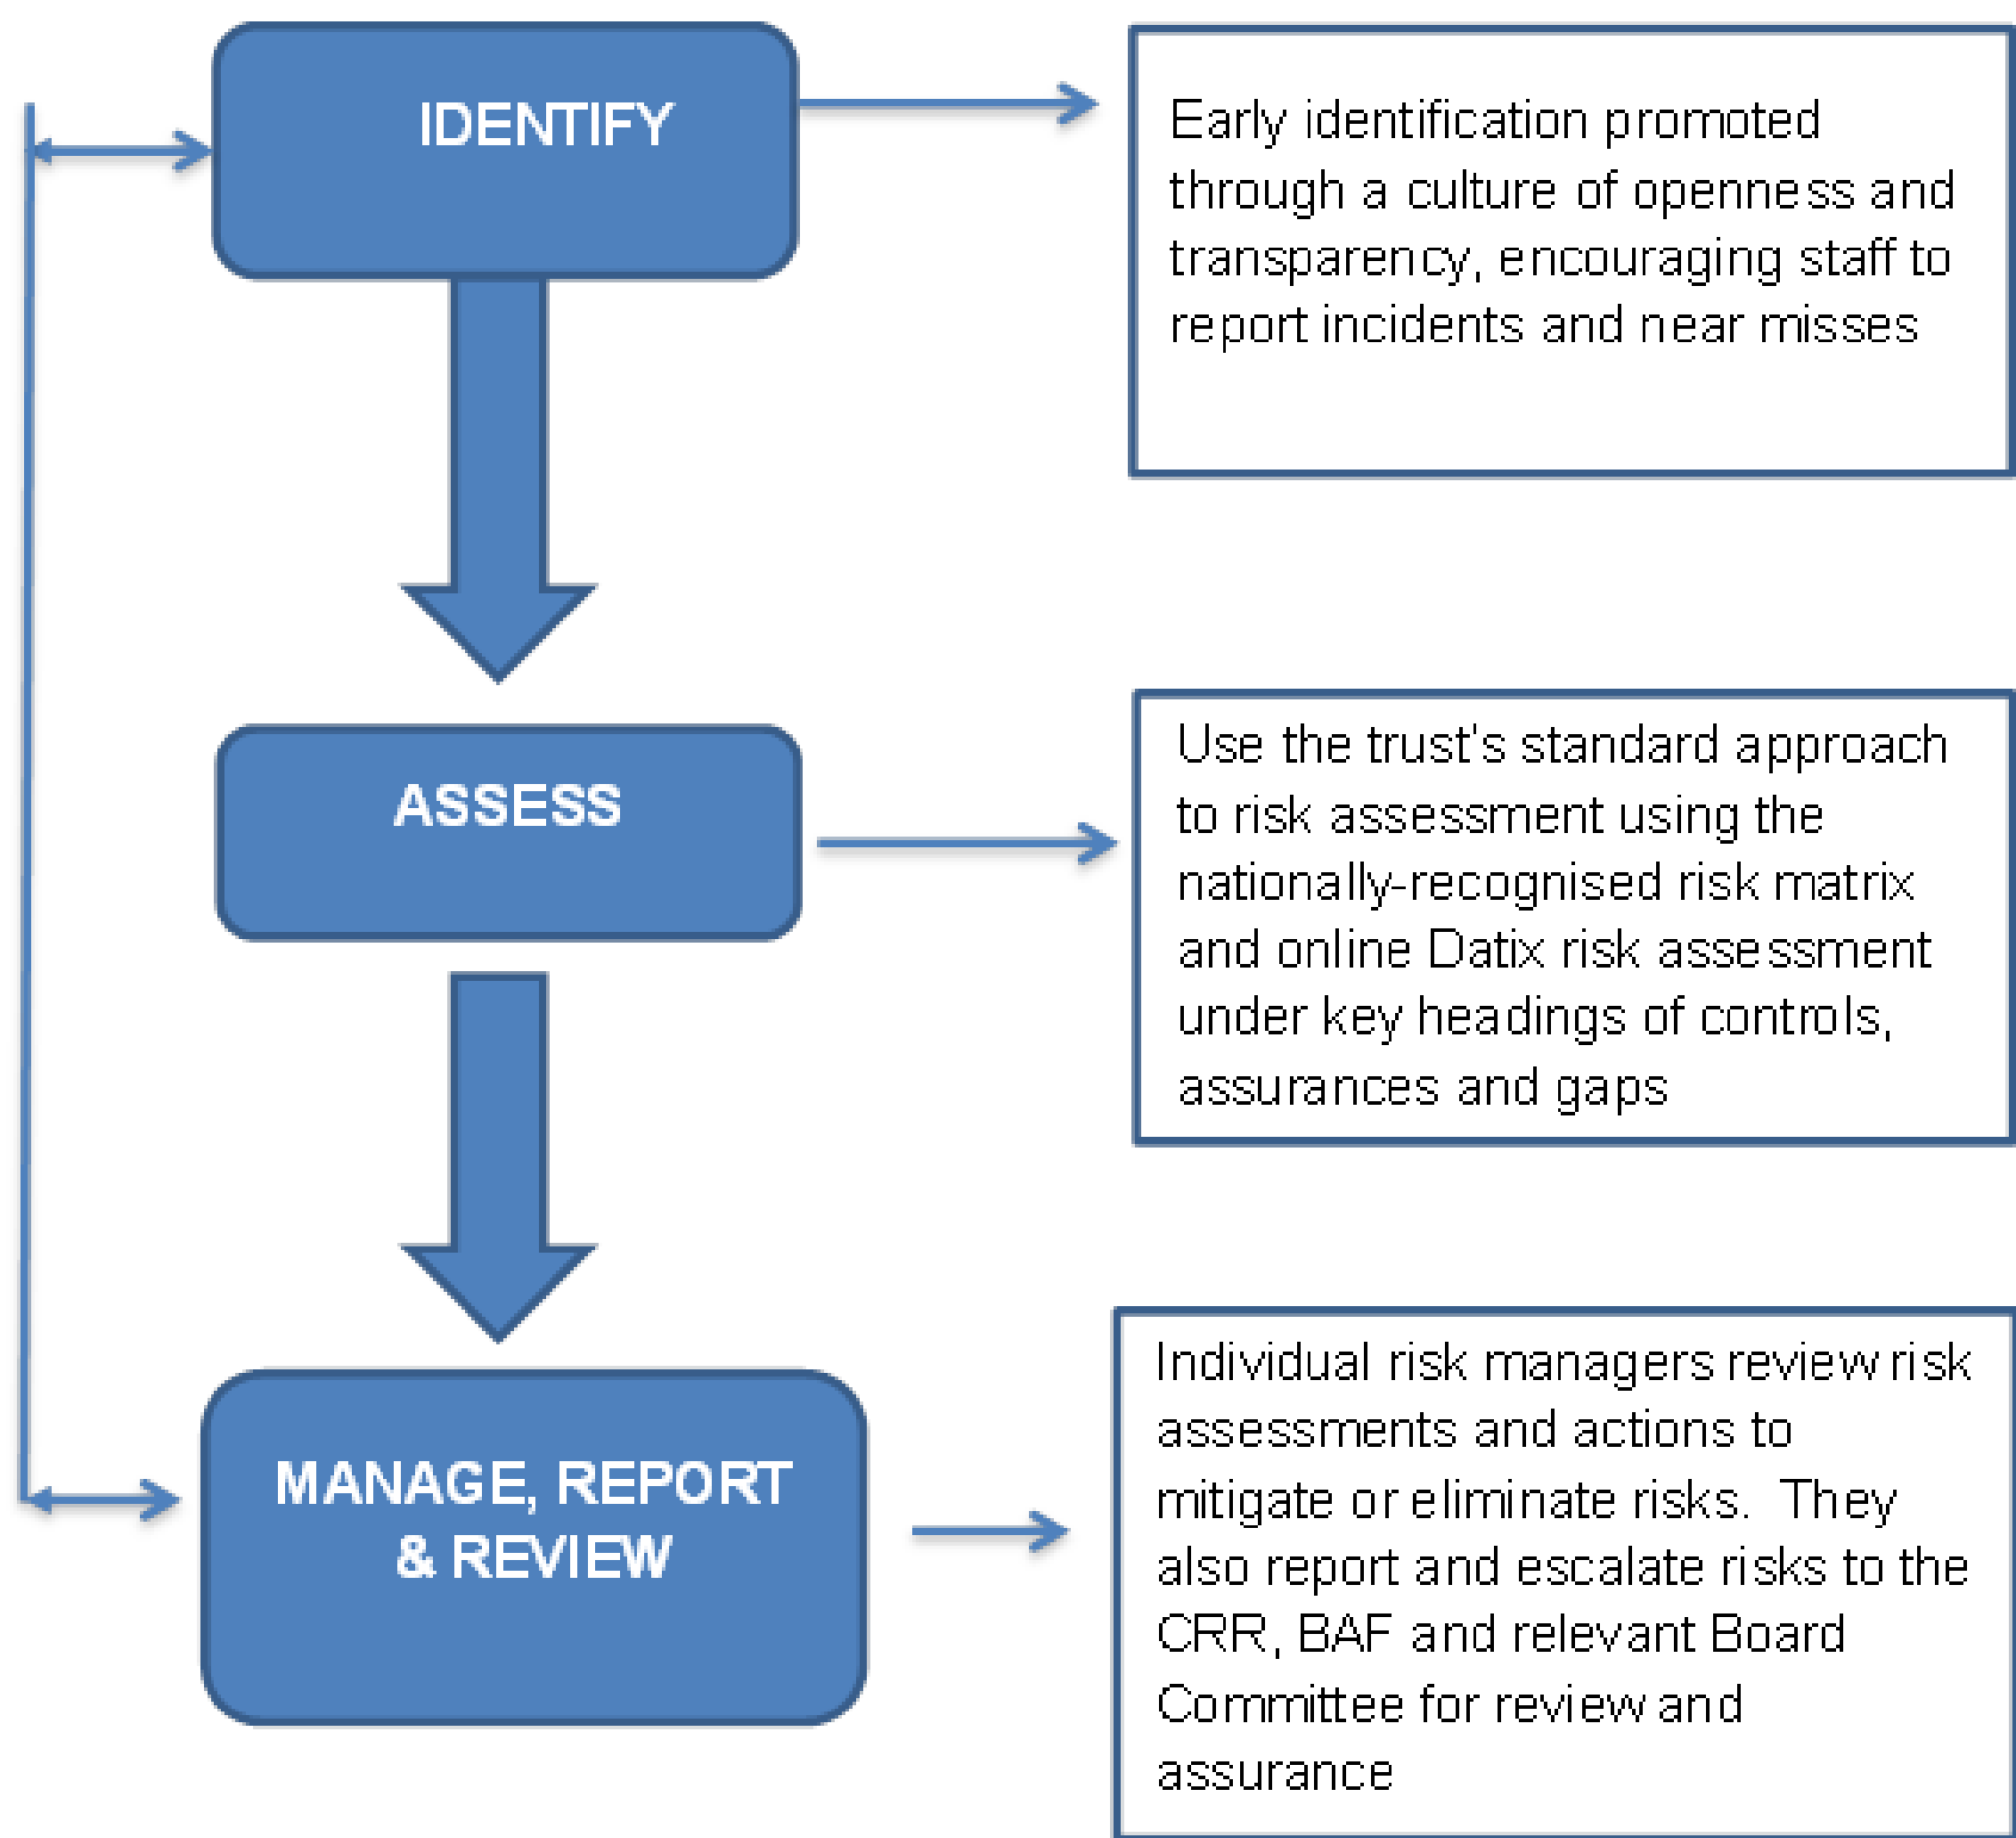 IDENTIFY
Early identification promoted
through a culture of openness and
transparency, encouraging staff to
report incidents and near misses
ASSESS
Use the trust's standard approach
to risk assessment using the
nationally-recognised risk matrix
and online Datix risk assessment
under key headings of controls,
assurances and gaps
MANAGE, REPORT
& REVIEW
Individual risk managers review risk
assessments and actions to
mitigate or eliminate risks.  They
also report and escalate risks to the
CRR, BAF and relevant Board
Committee for review and
assurance